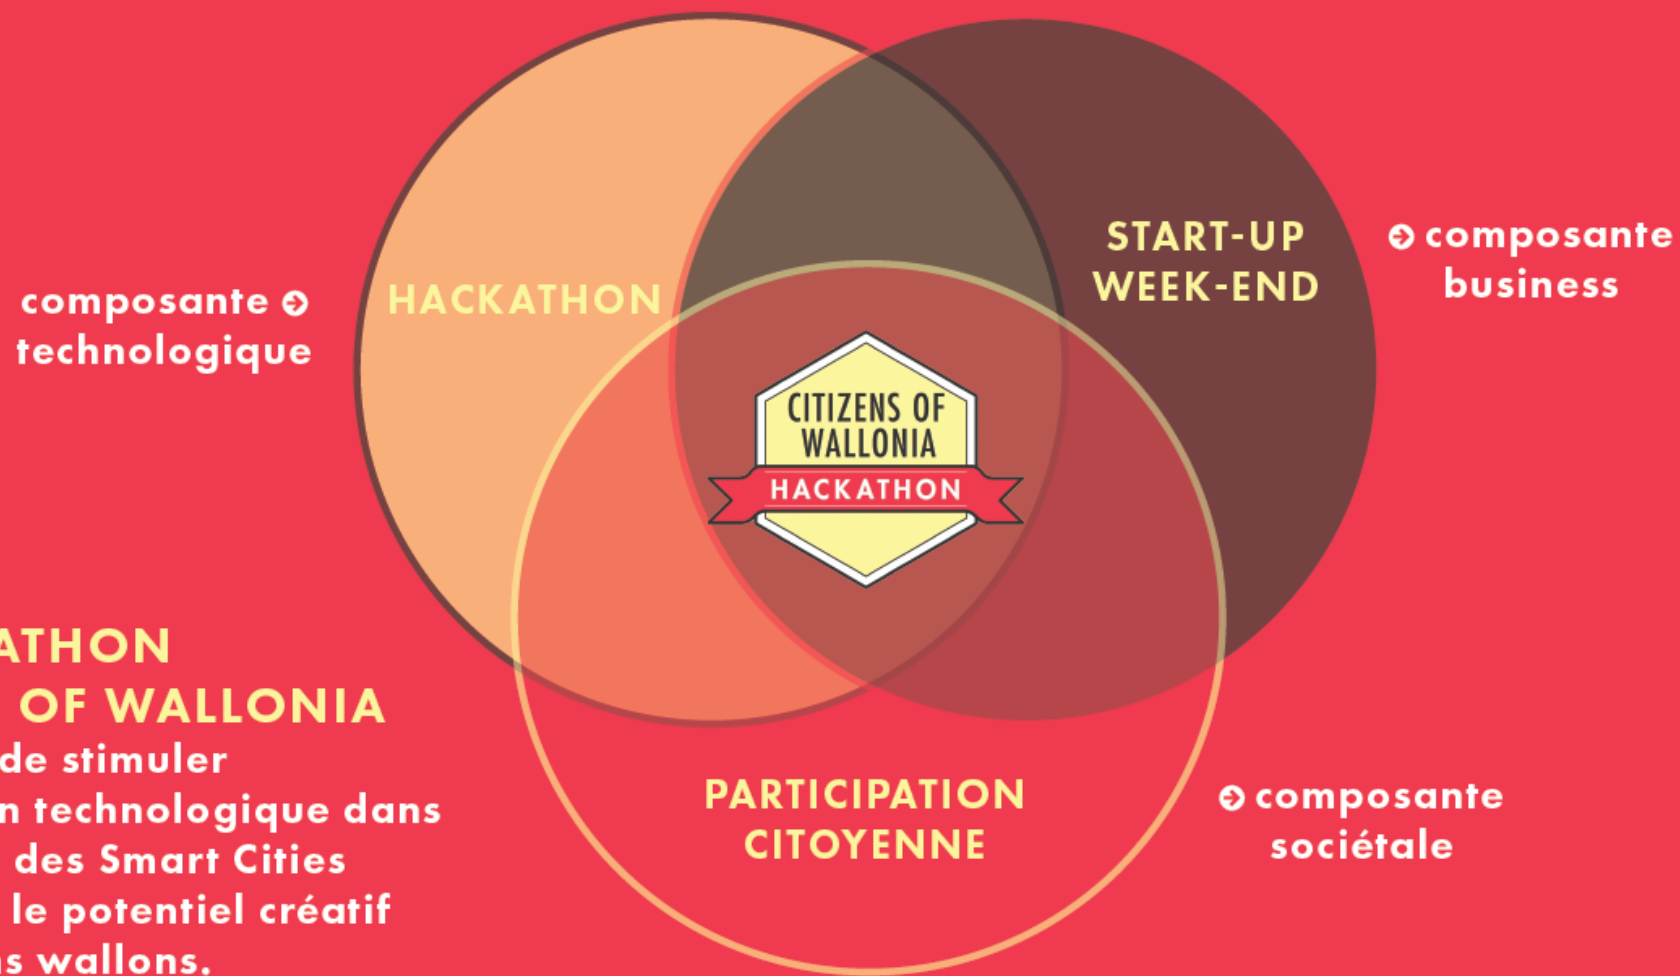 START-UP
WEEK-END
➔ composante
business
composante ➔
technologique
HACKATHON
CITIZENS OF
WALLONIA
HACKATHON
ATHON
OF WALLONIA
de stimuler
n technologique dans
des Smart Cities
le potentiel créatif
ns wallons.
PARTICIPATION
CITOYENNE
➔ composante
sociétale